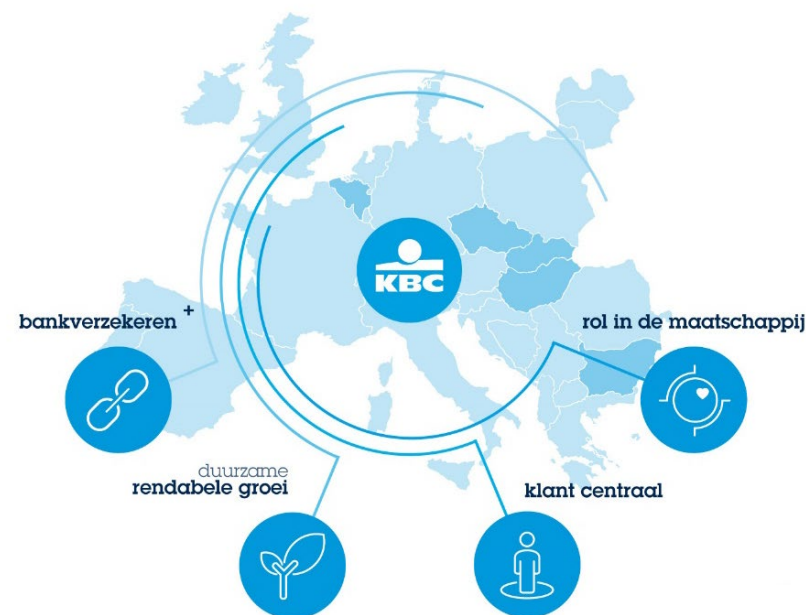 KBC
bankverzekeren +
rol in de maatschappij
duurzame
rendabele groei
klant centraal